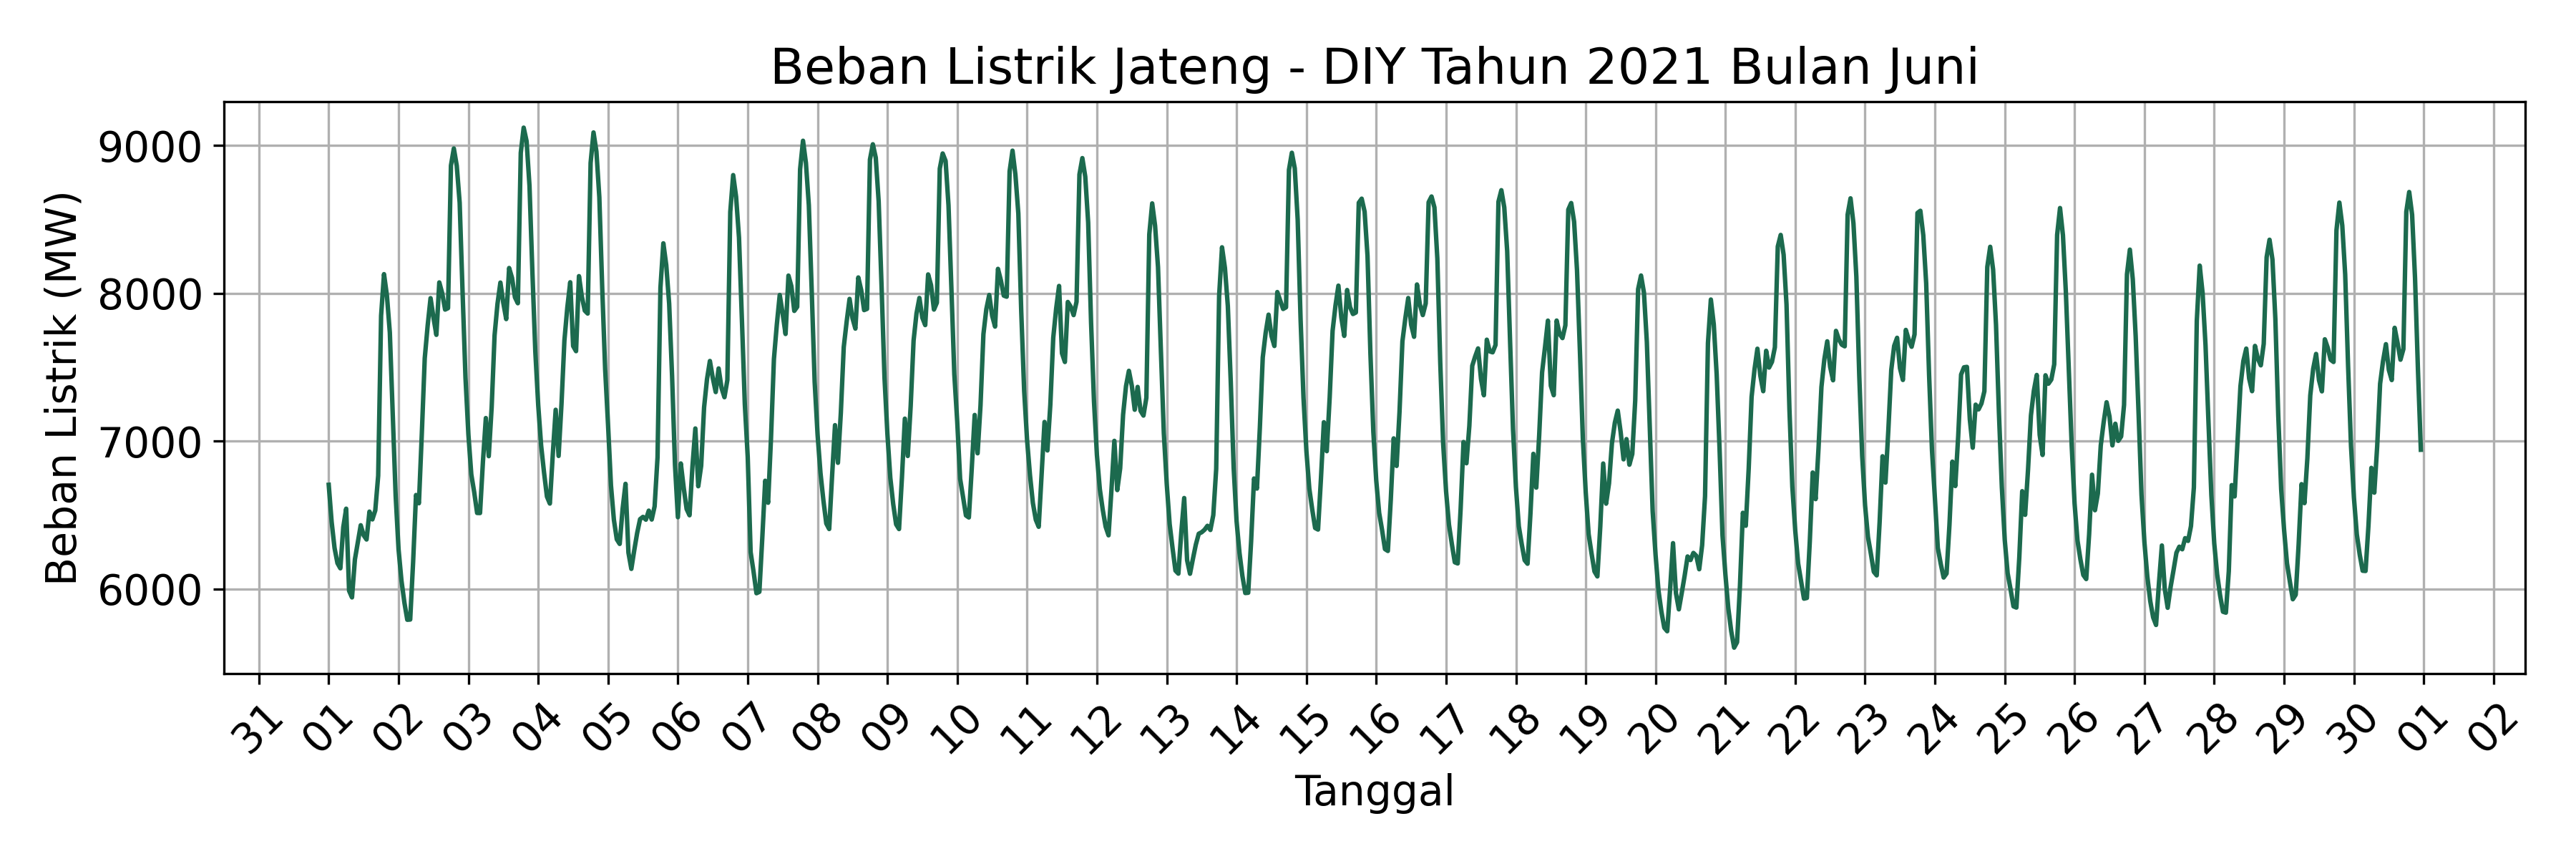 Beban Listrik Jateng - DIY Tahun 2021 Bulan Juni
Beban Listrik (MW)
9000
8000
7000
6000
31 01 02 03 04 05 06 07 08 09 10 11 12 13 14 15 16 17 18 19 20 21 22 23 24 25 26 27 28 29 30 01 02
Tanggal